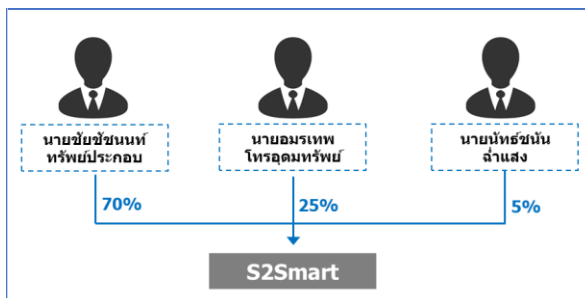 นายชัยชัชนนท์
ทรัพย์ประกอบ
นายอมรเทพ
โทรอุดมทรัพย์
นายนัทธ์ชนัน
ฉ่ำแสง
70%
25%
5%
S2Smart